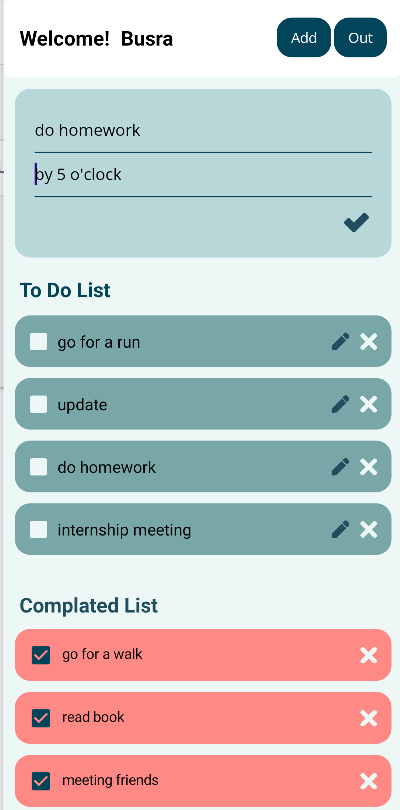 Welcome! Busra
Add
Out
do homework
by 5 o'clock
To Do List
go for a run
update
do homework
internship meeting
Complated List
go for a walk
read book
meeting friends